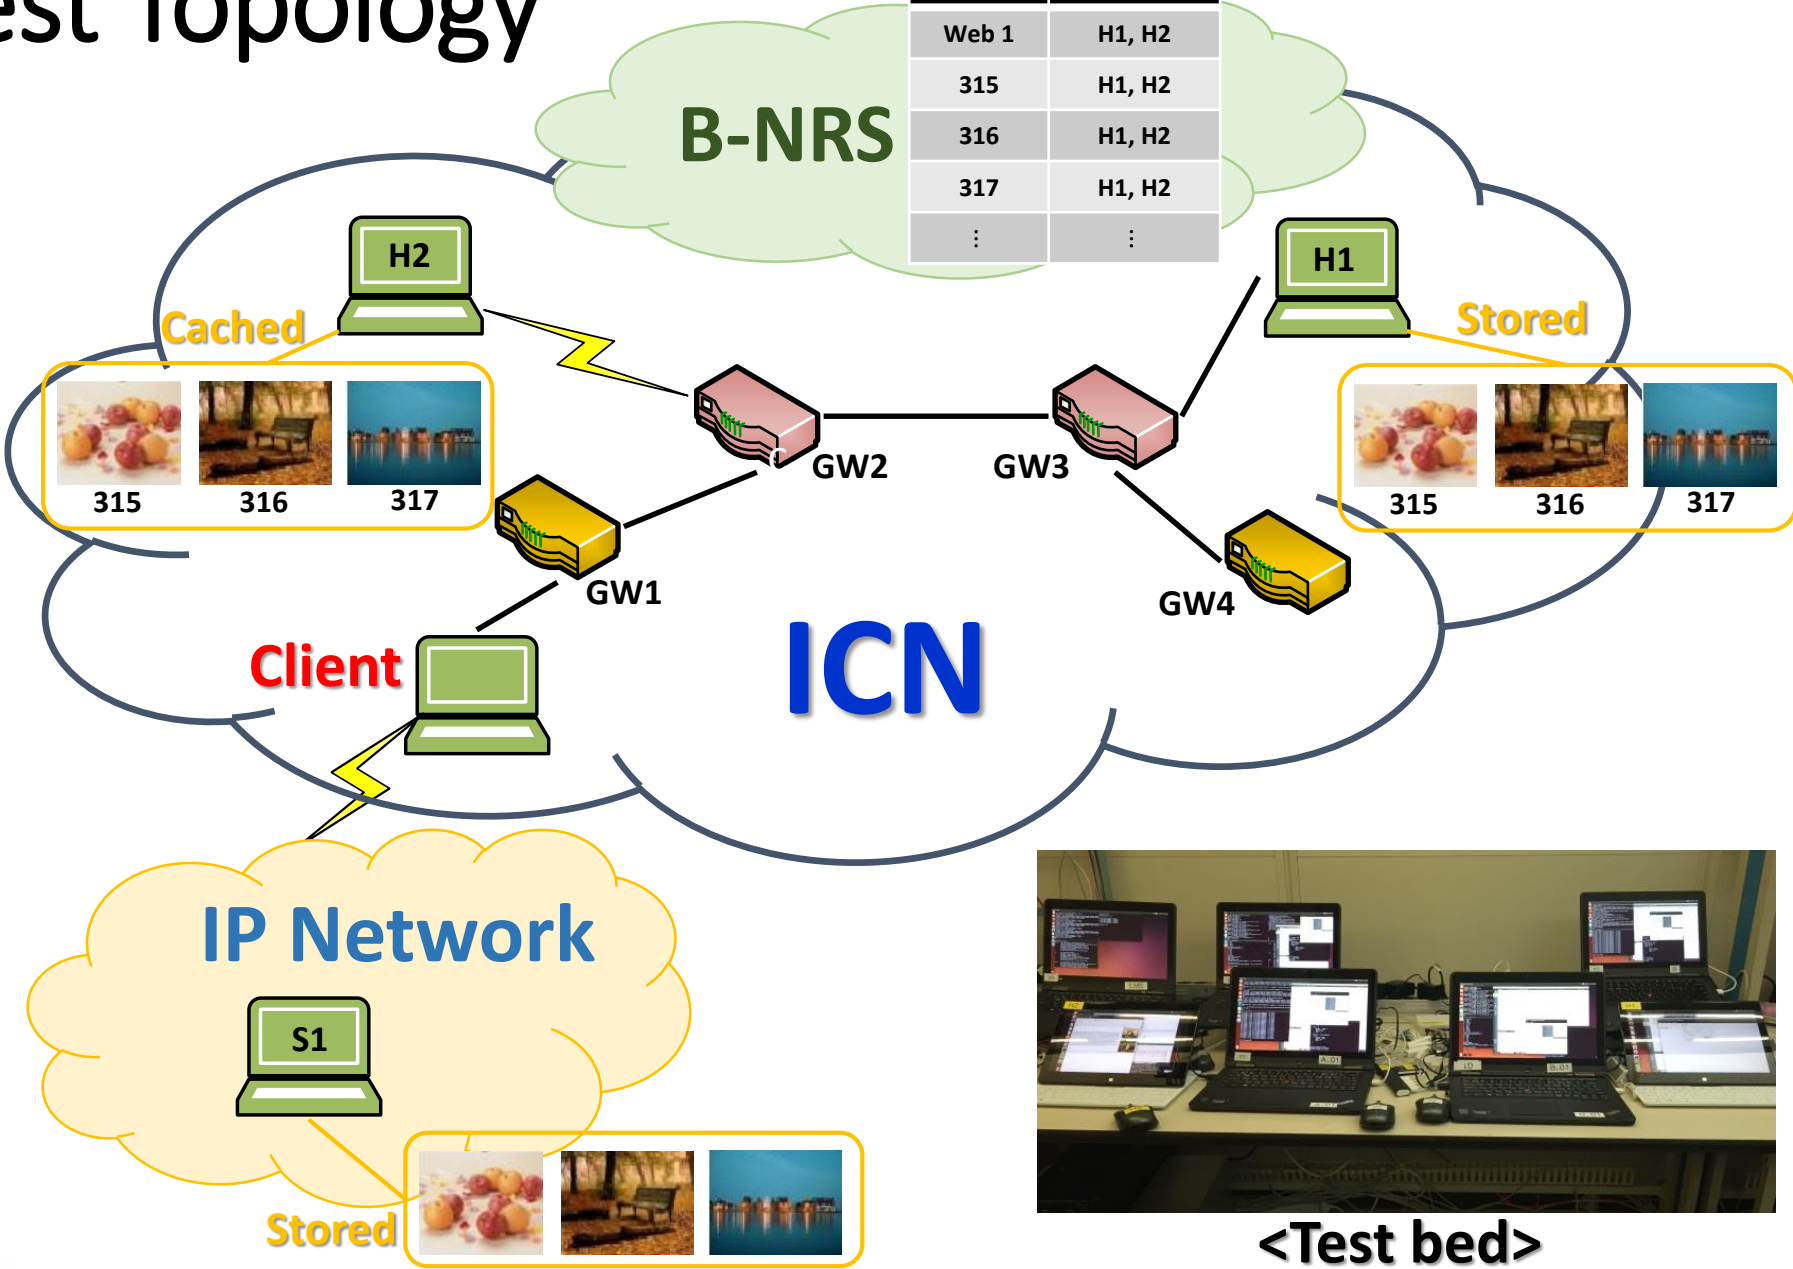 est Topology
Web 1 H1, H2
315 H1, H2
316 H1, H2
317 H1, H2
⋮ ⋮
B-NRS
H2
H1
Cached
Stored
315 316 317
315 316 317
GW2
GW3
GW1
GW4
Client
ICN
IP Network
S1
Stored
<Test bed>